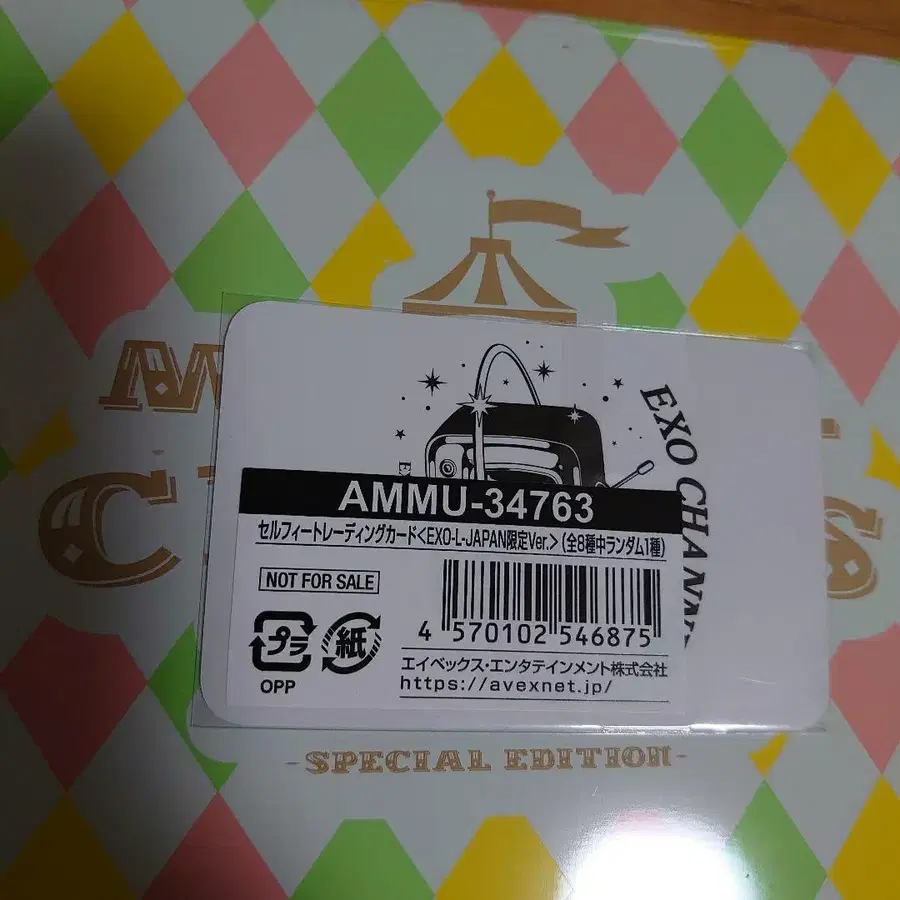 EXO CHANN
AMMU-34763
セルフィートレーディングカード<EXO-L-JAPAN限定Ver.>(全8種中ランダム1種)
NOT FOR SALE
プラ
紙
OPP
4 570102 546875
エイベックス・エンタテインメント株式会社
https://avexnet.jp/
-SPECIAL EDITION-